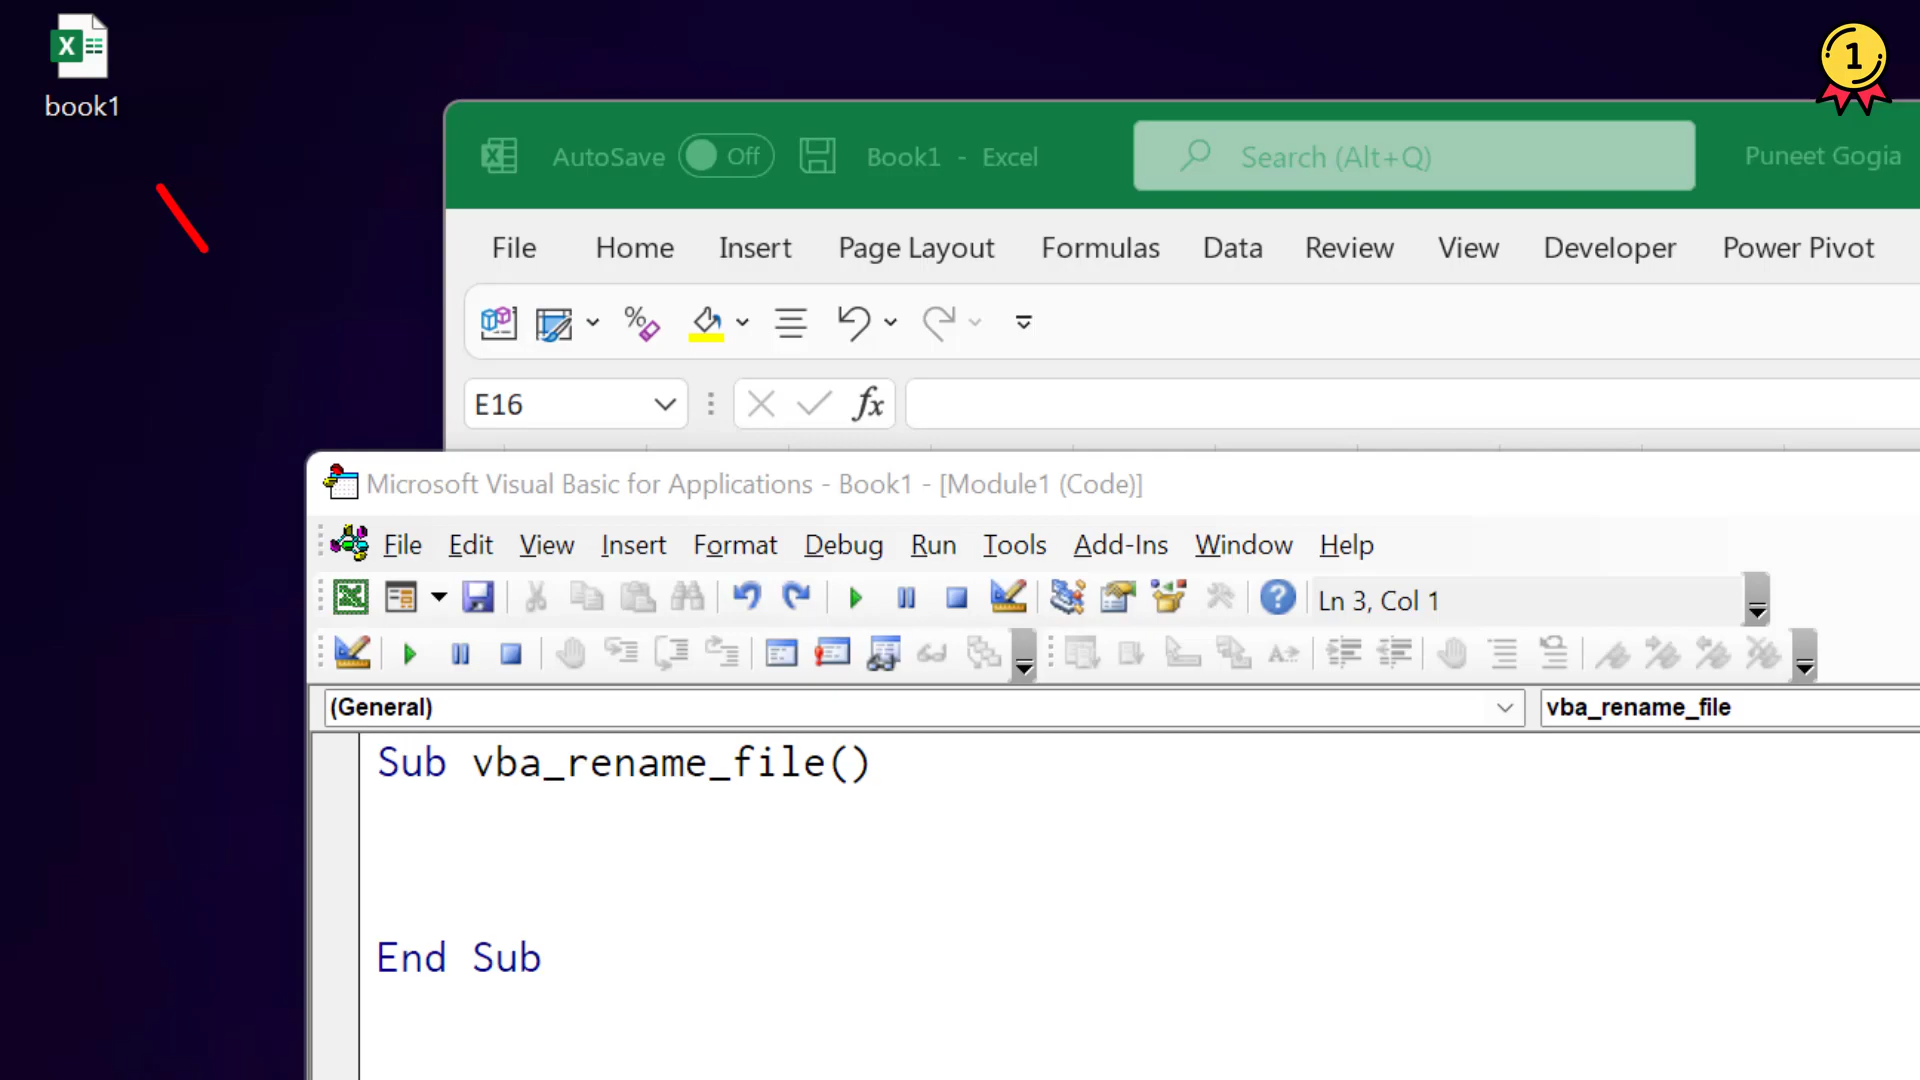 book1
1
AutoSave Off Book1 - Excel Search (Alt+Q) Puneet Gogia
File Home Insert Page Layout Formulas Data Review View Developer Power Pivot
E16 fx
Microsoft Visual Basic for Applications - Book1 - [Module1 (Code)]
File Edit View Insert Format Debug Run Tools Add-Ins Window Help
Ln 3, Col 1
(General) vba_rename_file
Sub vba_rename_file()
End Sub